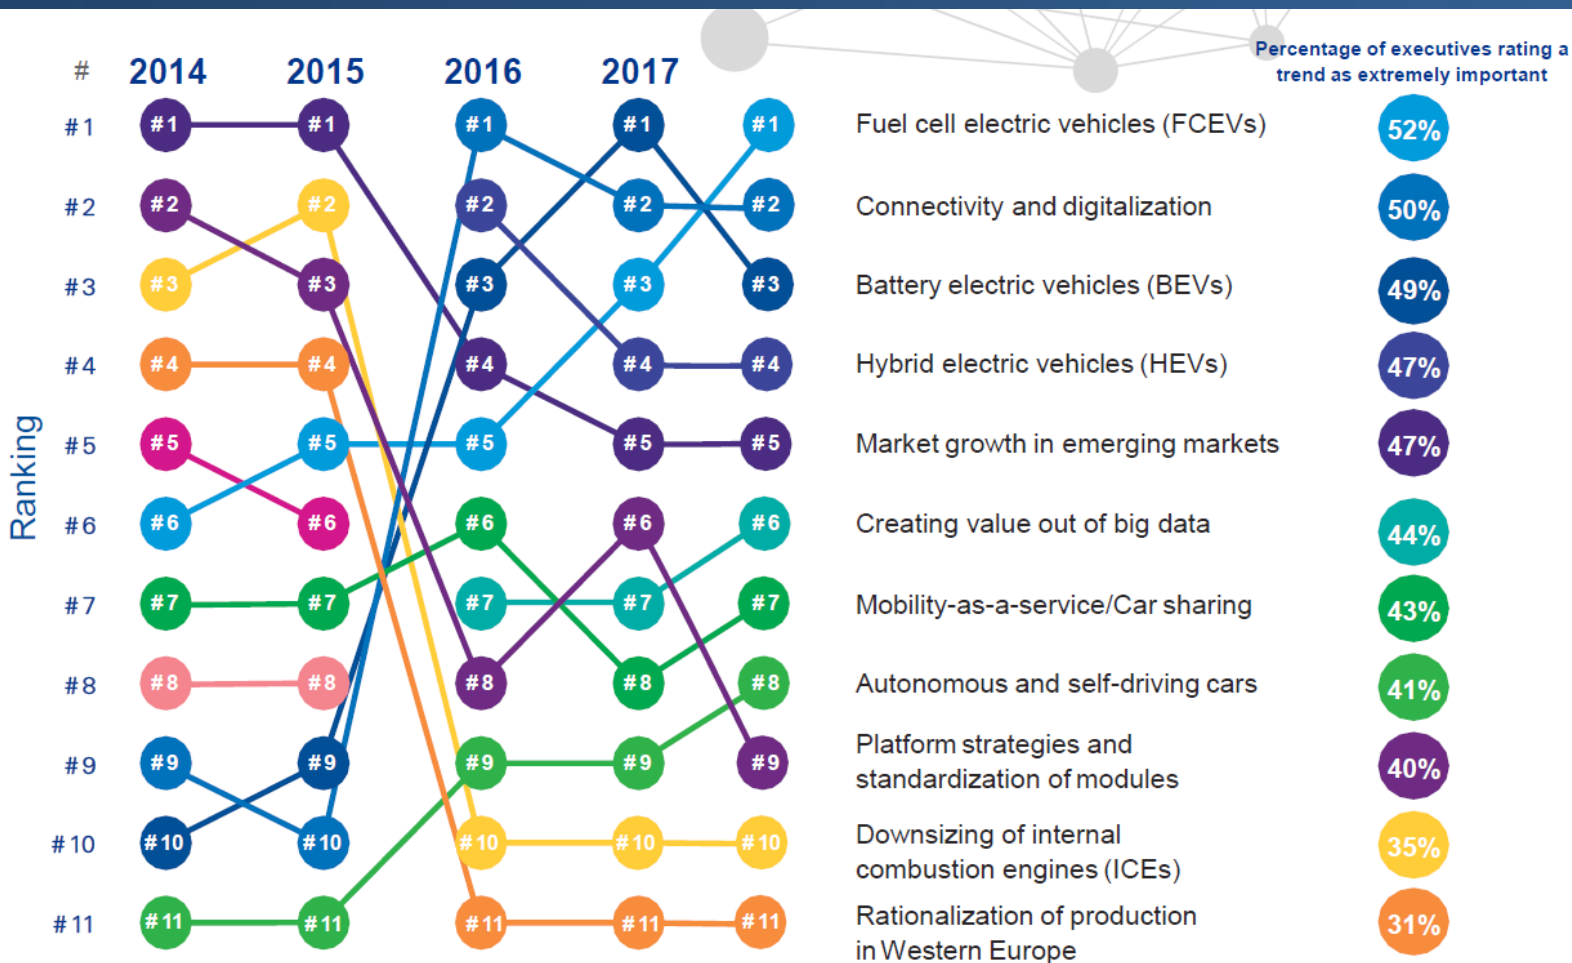 Percentage of executives rating a
trend as extremely important
# 2014 2015 2016 2017
Ranking
#1 #1 #1 #1 #1 #1 Fuel cell electric vehicles (FCEVs) 52%
#2 #2 #2 #2 #2 #2 Connectivity and digitalization 50%
#3 #3 #3 #3 #3 #3 Battery electric vehicles (BEVs) 49%
#4 #4 #4 #4 #4 #4 Hybrid electric vehicles (HEVs) 47%
#5 #5 #5 #5 #5 #5 Market growth in emerging markets 47%
#6 #6 #6 #6 #6 #6 Creating value out of big data 44%
#7 #7 #7 #7 #7 #7 Mobility-as-a-service/Car sharing 43%
#8 #8 #8 #8 #8 #8 Autonomous and self-driving cars 41%
#9 #9 #9 #9 #9 #9 Platform strategies and
standardization of modules 40%
#10 #10 #10 #10 #10 #10 Downsizing of internal
combustion engines (ICEs) 35%
#11 #11 #11 #11 #11 #11 Rationalization of production
in Western Europe 31%